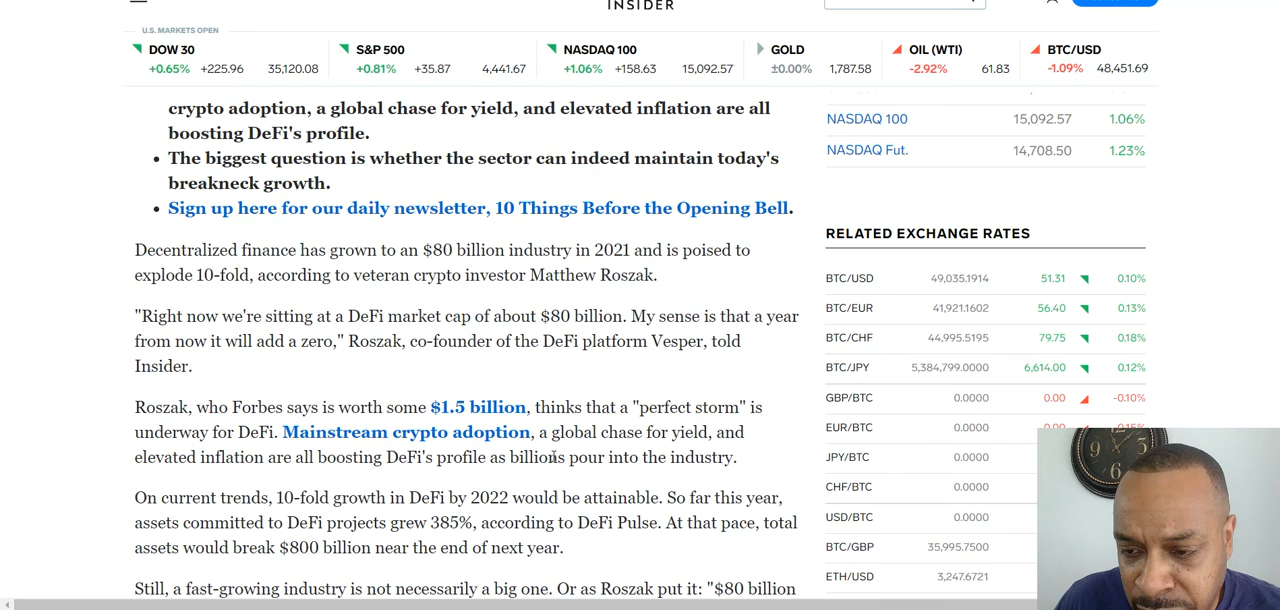 INSIDER
U.S. MARKETS OPEN
DOW 30
+0.65% +225.96 35,120.08
S&P 500
+0.81% +35.87 4,441.67
NASDAQ 100
+1.06% +158.63 15,092.57
GOLD
±0.00% 1,787.58
OIL (WTI)
-2.92% 61.83
BTC/USD
-1.09% 48,451.69
crypto adoption, a global chase for yield, and elevated inflation are all
boosting DeFi's profile.
• The biggest question is whether the sector can indeed maintain today's
breakneck growth.
• Sign up here for our daily newsletter, 10 Things Before the Opening Bell.
Decentralized finance has grown to an $80 billion industry in 2021 and is poised to
explode 10-fold, according to veteran crypto investor Matthew Roszak.
"Right now we're sitting at a DeFi market cap of about $80 billion. My sense is that a year
from now it will add a zero," Roszak, co-founder of the DeFi platform Vesper, told
Insider.
Roszak, who Forbes says is worth some $1.5 billion, thinks that a "perfect storm" is
underway for DeFi. Mainstream crypto adoption, a global chase for yield, and
elevated inflation are all boosting DeFi's profile as billions pour into the industry.
On current trends, 10-fold growth in DeFi by 2022 would be attainable. So far this year,
assets committed to DeFi projects grew 385%, according to DeFi Pulse. At that pace, total
assets would break $800 billion near the end of next year.
Still, a fast-growing industry is not necessarily a big one. Or as Roszak put it: "$80 billion
NASDAQ 100 15,092.57 1.06%
NASDAQ Fut. 14,708.50 1.23%
RELATED EXCHANGE RATES
BTC/USD 49,035.1914 51.31 0.10%
BTC/EUR 41,921.1602 56.40 0.13%
BTC/CHF 44,995.5195 79.75 0.18%
BTC/JPY 5,384,799.0000 6,614.00 0.12%
GBP/BTC 0.0000 0.00 -0.10%
EUR/BTC 0.0000
JPY/BTC 0.0000
CHF/BTC 0.0000
USD/BTC 0.0000
BTC/GBP 35,995.7500
ETH/USD 3,247.6721